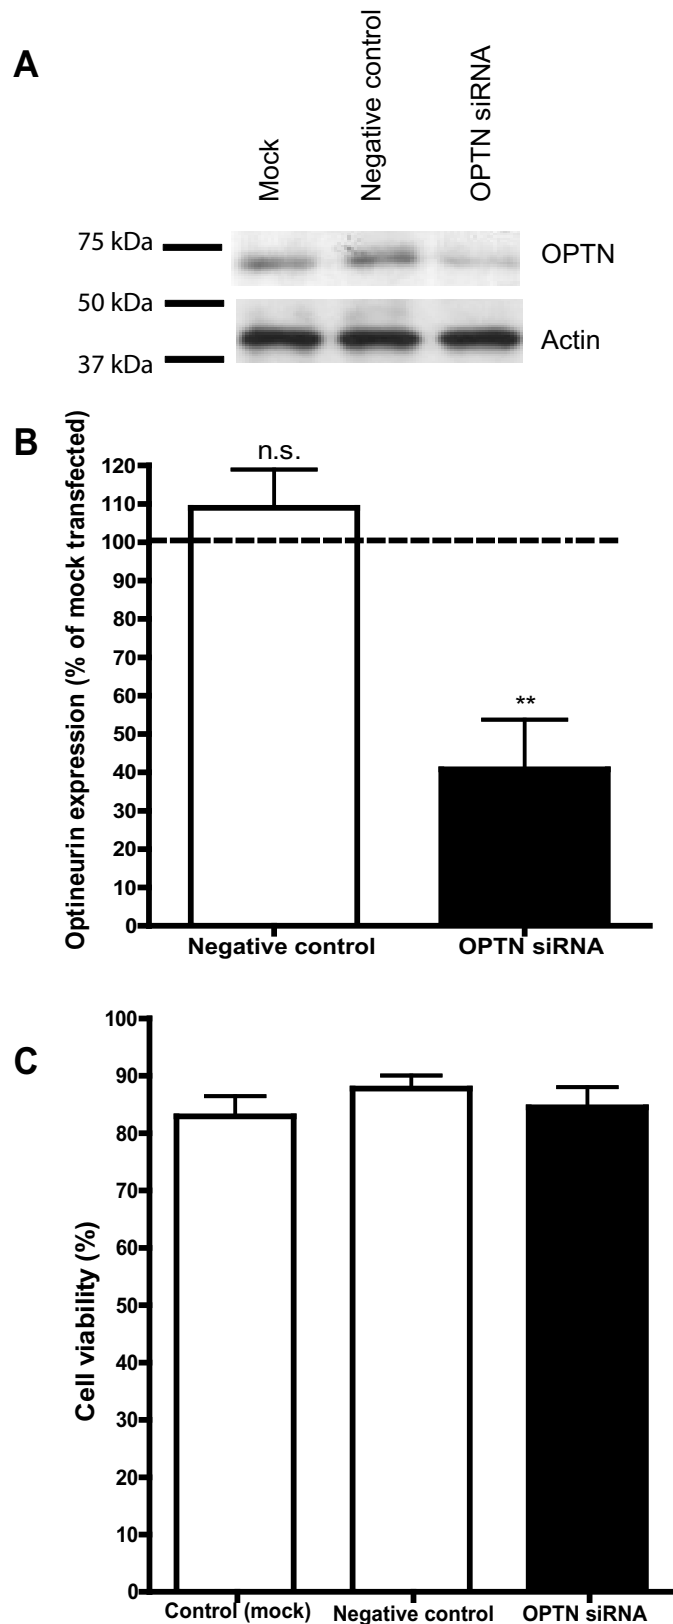 A
Mock
Negative control
OPTN siRNA
75 kDa
OPTN
50 kDa
Actin
37 kDa
B
Optineurin expression (% of mock transfected)
120
110
100
90
80
70
60
50
40
30
20
10
0
n.s.
**
Negative control
OPTN siRNA
C
Cell viability (%)
100
90
80
70
60
50
40
30
20
10
0
Control (mock)
Negative control
OPTN siRNA